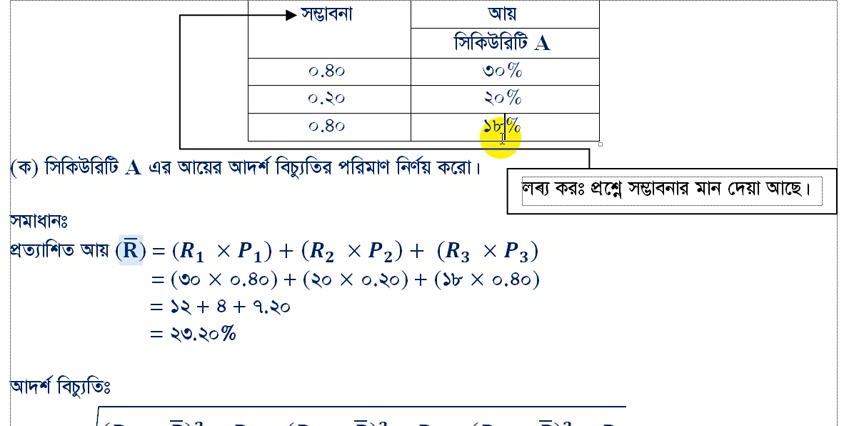 সম্ভাবনা আয়
সিকিউরিটি A
০.৪০ ৩০%
০.২০ ২০%
০.৪০ ১৮%
(ক) সিকিউরিটি A এর আয়ের আদর্শ বিচ্যুতির পরিমাণ নির্ণয় করো।
লক্ষ্য করঃ প্রশ্নে সম্ভাবনার মান দেয়া আছে।
সমাধানঃ
প্রত্যাশিত আয় (R̅) = (R₁ × P₁) + (R₂ × P₂) + (R₃ × P₃)
= (৩০ × ০.৪০) + (২০ × ০.২০) + (১৮ × ০.৪০)
= ১২ + ৪ + ৭.২০
= ২৩.২০%
আদর্শ বিচ্যুতিঃ